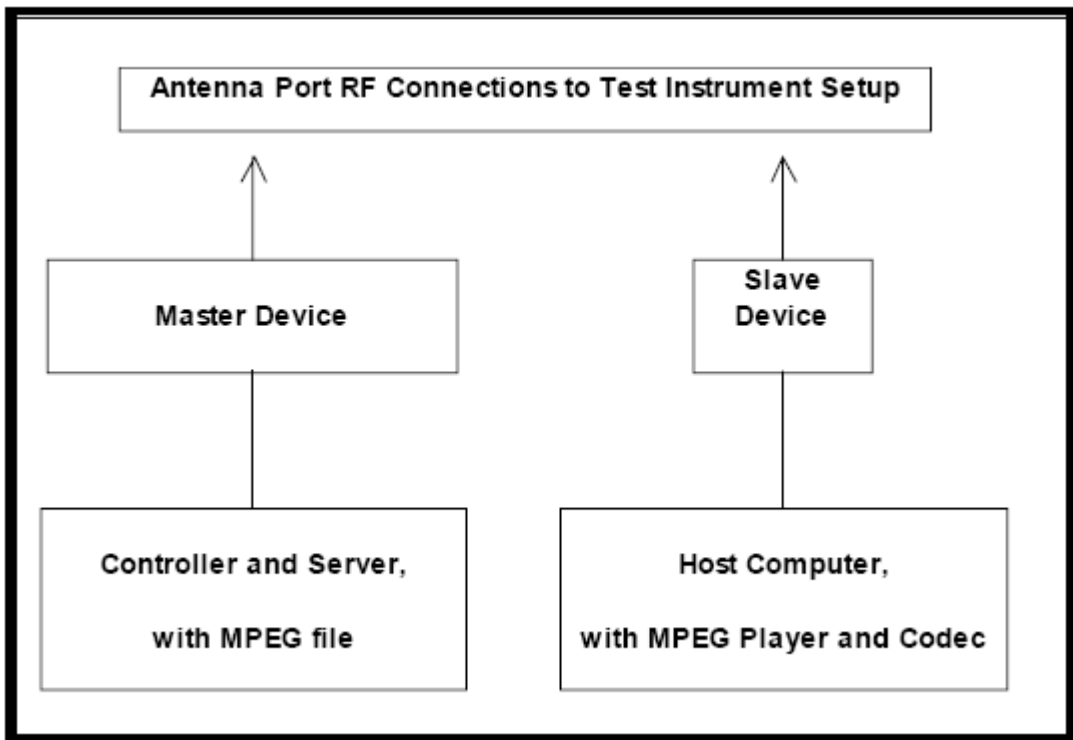 Antenna Port RF Connections to Test Instrument Setup
Master Device
Slave
Device
Controller and Server,
with MPEG file
Host Computer,
with MPEG Player and Codec